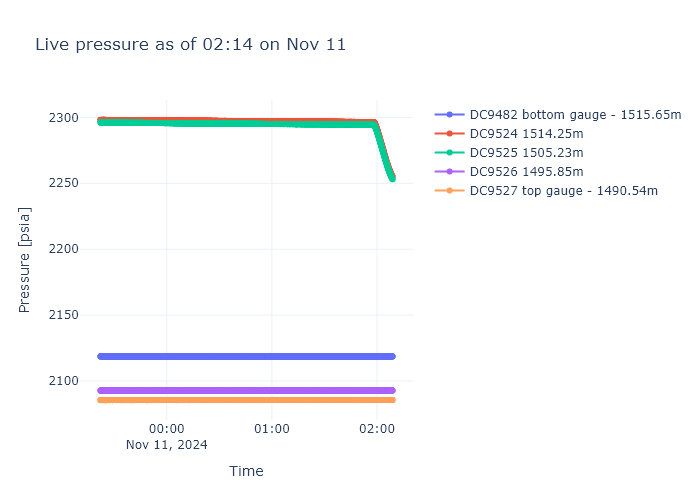 Live pressure as of 02:14 on Nov 11
DC9482 bottom gauge - 1515.65m
DC9524 1514.25m
DC9525 1505.23m
DC9526 1495.85m
DC9527 top gauge - 1490.54m
Pressure [psia]
2300
2250
2200
2150
2100
00:00
Nov 11, 2024
01:00
02:00
Time